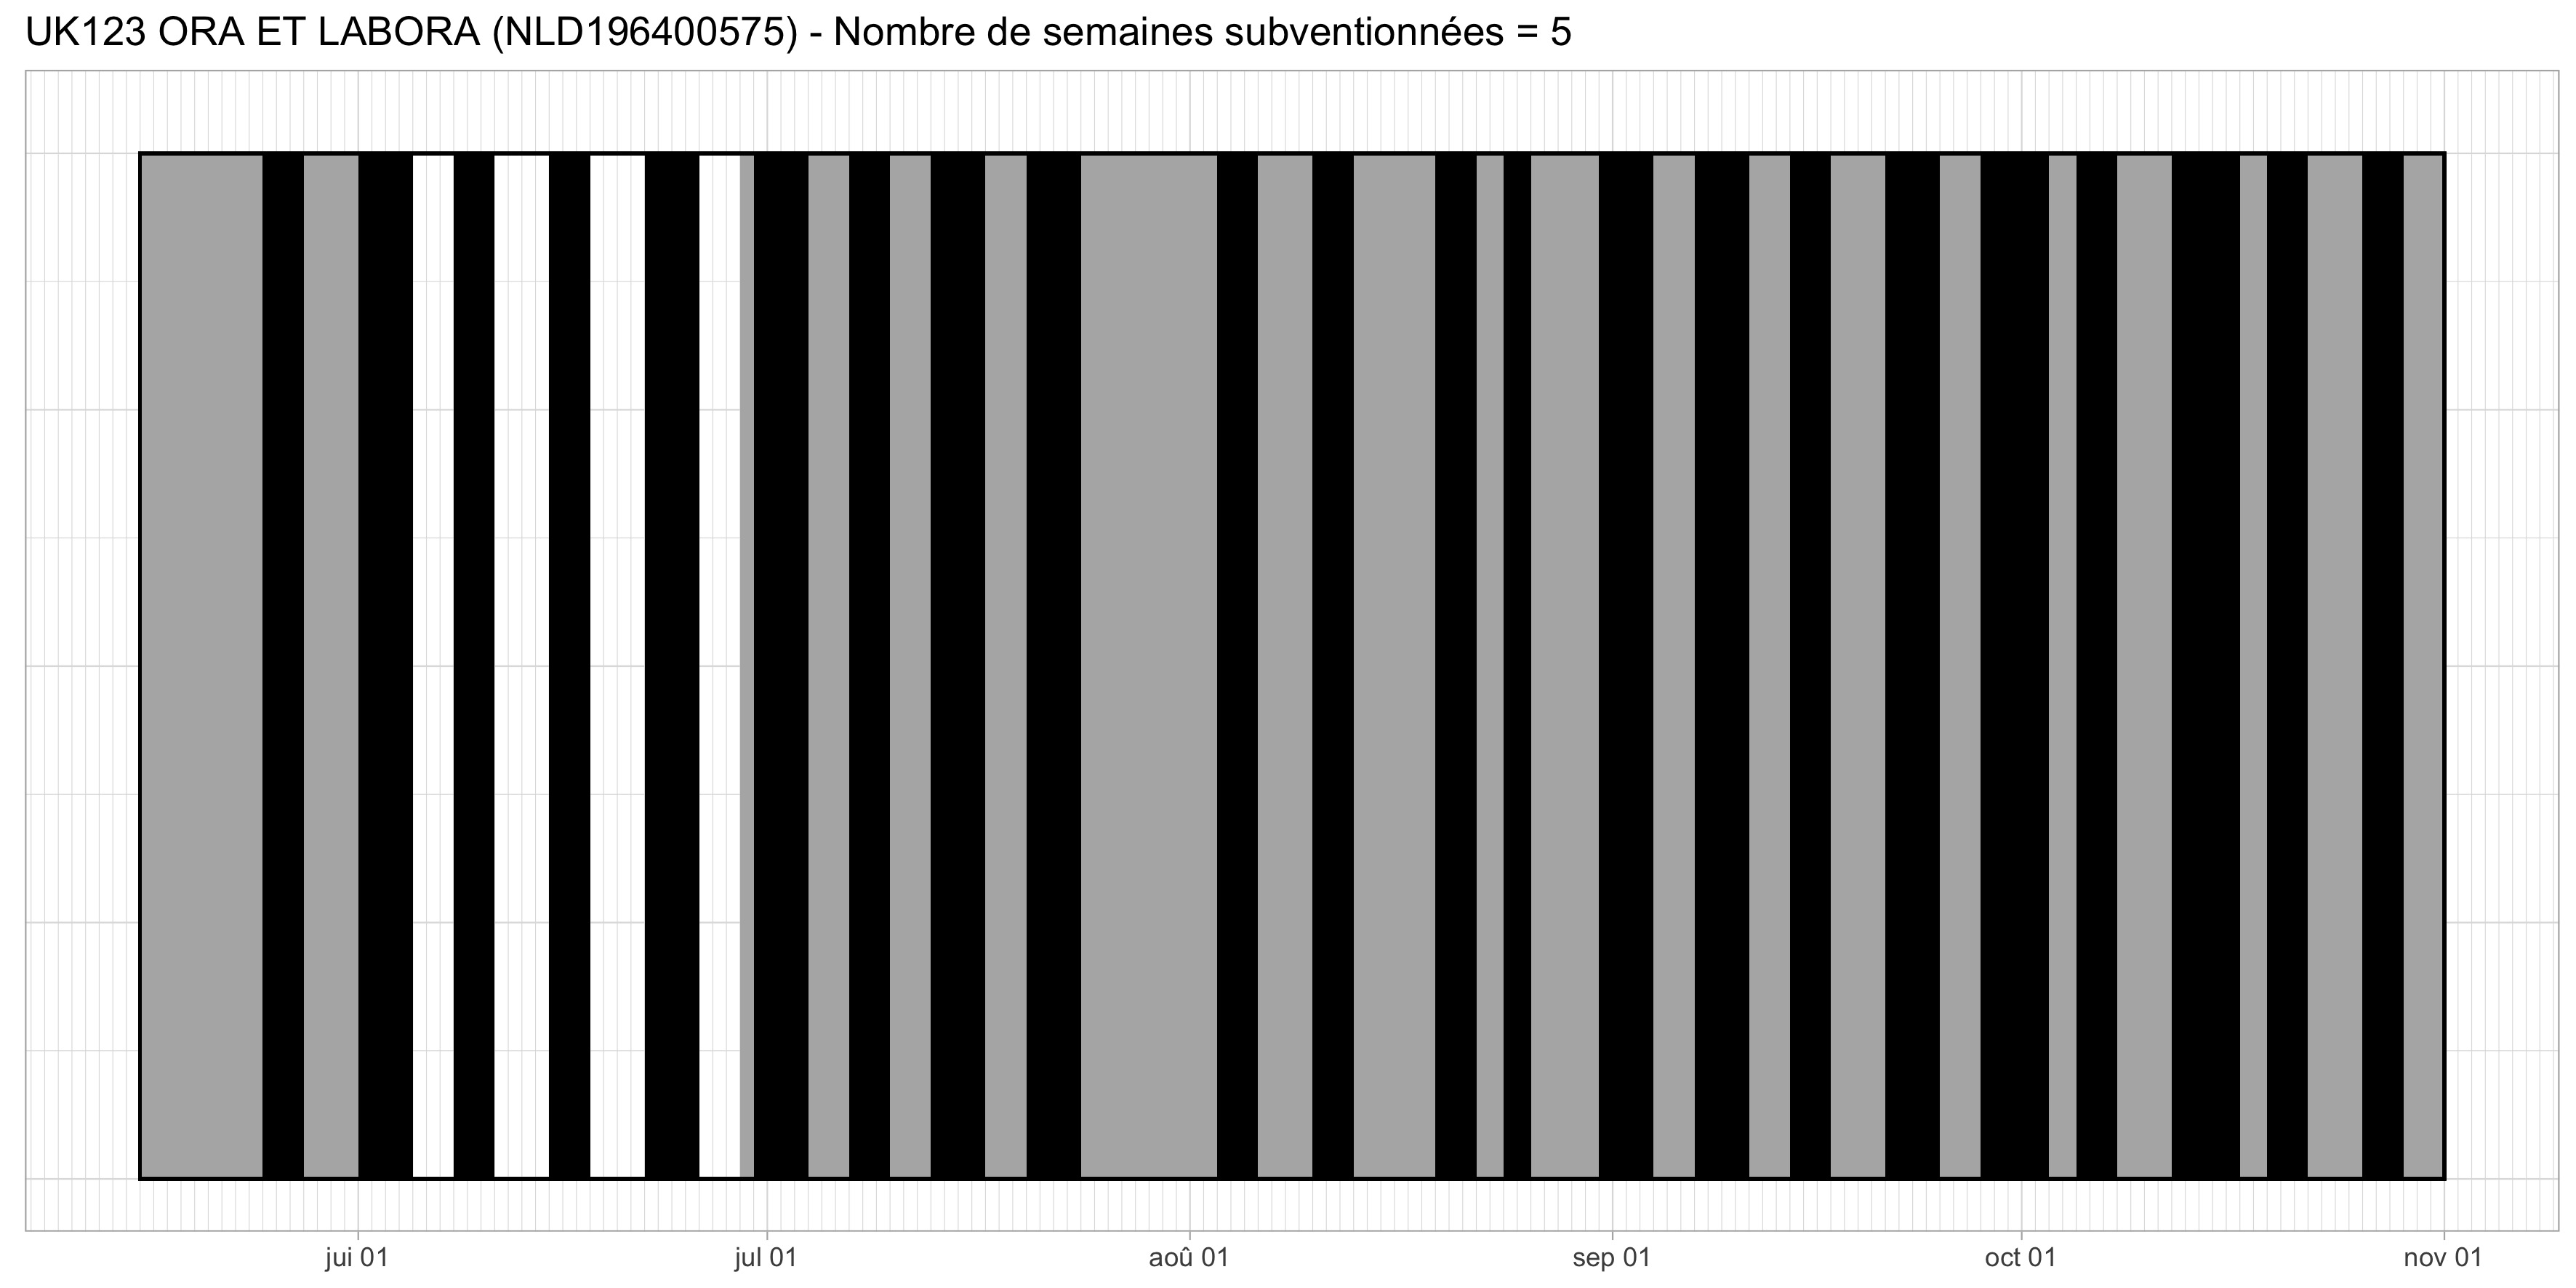 UK123 ORA ET LABORA (NLD196400575) - Nombre de semaines subventionnées = 5
jui 01 jul 01 aoû 01 sep 01 oct 01 nov 01